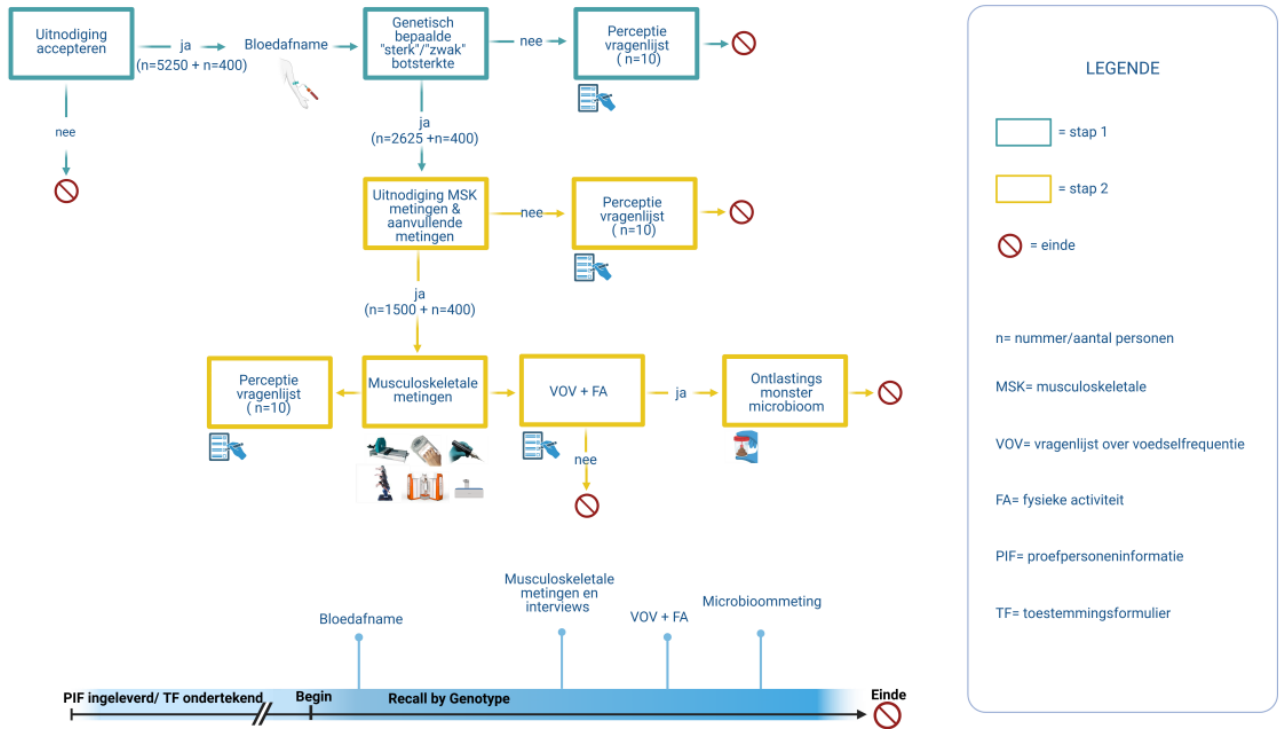 Uitnodiging
accepteren
ja
(n=5250 + n=400)
Bloedafname
Genetisch
bepaalde
"sterk"/"zwak"
botsterkte
nee
Perceptie
vragenlijst
( n=10)
nee
ja
(n=2625 +n=400)
Uitnodiging MSK
metingen &
aanvullende
metingen
nee
Perceptie
vragenlijst
( n=10)
ja
(n=1500 + n=400)
Perceptie
vragenlijst
( n=10)
Musculoskeletale
metingen
VOV + FA
ja
Ontlastings
monster
microbioom
nee
LEGENDE
= stap 1
= stap 2
= einde
n= nummer/aantal personen
MSK= musculoskeletale
VOV= vragenlijst over voedselfrequentie
FA= fysieke activiteit
PIF= proefpersoneninformatie
TF= toestemmingsformulier
Bloedafname
Musculoskeletale
metingen en
interviews
VOV + FA
Microbioommeting
PIF ingeleverd/ TF ondertekend
Begin
Recall by Genotype
Einde